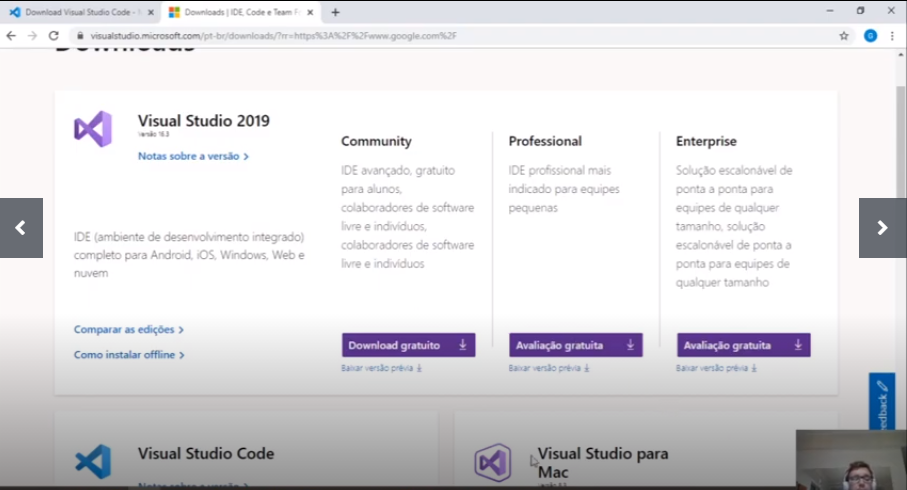 Download Visual Studio Code -
Downloads | IDE, Code e Team F
visualstudio.microsoft.com/pt-br/downloads/?rr=https%3A%2F%2Fwww.google.com%2F
G
Downloads
Visual Studio 2019
Versão 16.3
Notas sobre a versão
IDE (ambiente de desenvolvimento integrado)
completo para Android, iOS, Windows, Web e
nuvem
Comparar as edições
Como instalar offline
Community
IDE avançado, gratuito
para alunos,
colaboradores de software
livre e indivíduos,
colaboradores de software
livre e indivíduos
Download gratuito
Baixar versão prévia
Professional
IDE profissional mais
indicado para equipes
pequenas
Avaliação gratuita
Baixar versão prévia
Enterprise
Solução escalonável de
ponta a ponta para
equipes de qualquer
tamanho, solução
escalonável de ponta a
ponta para equipes de
qualquer tamanho
Avaliação gratuita
Baixar versão prévia
edback
Visual Studio Code
Notas sobre a versão
Visual Studio para
Mac